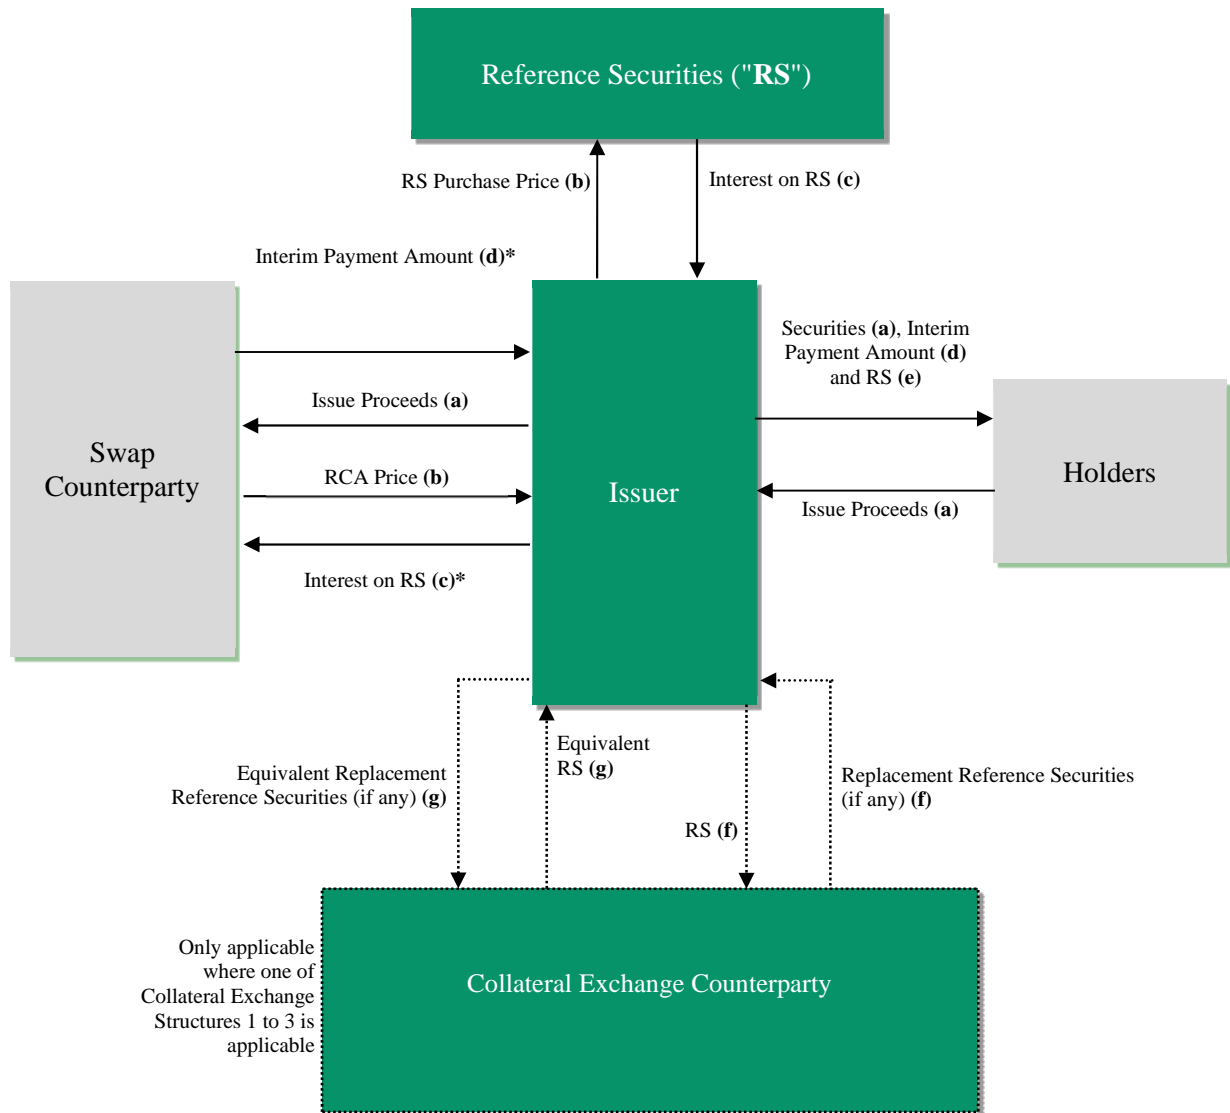 Reference Securities ("RS")
RS Purchase Price (b)
Interest on RS (c)
Interim Payment Amount (d)*
Securities (a), Interim
Payment Amount (d)
and RS (e)
Issue Proceeds (a)
Swap
Counterparty
RCA Price (b)
Issuer
Holders
Issue Proceeds (a)
Interest on RS (c)*
Equivalent
RS (g)
Equivalent Replacement
Reference Securities (if any) (g)
Replacement Reference Securities
(if any) (f)
RS (f)
Only applicable
where one of
Collateral Exchange
Structures 1 to 3 is
applicable
Collateral Exchange Counterparty